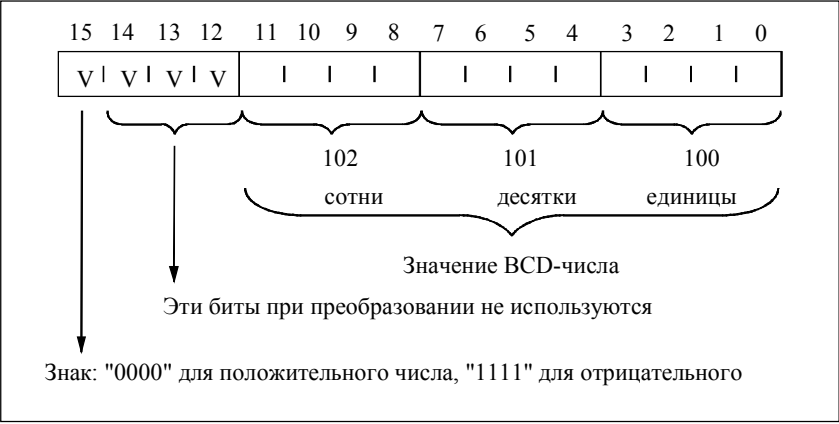 15 14 13 12 11 10 9 8 7 6 5 4 3 2 1 0
V V V V
102 101 100
сотни десятки единицы
Значение BCD-числа
Эти биты при преобразовании не используются
Знак: "0000" для положительного числа, "1111" для отрицательного